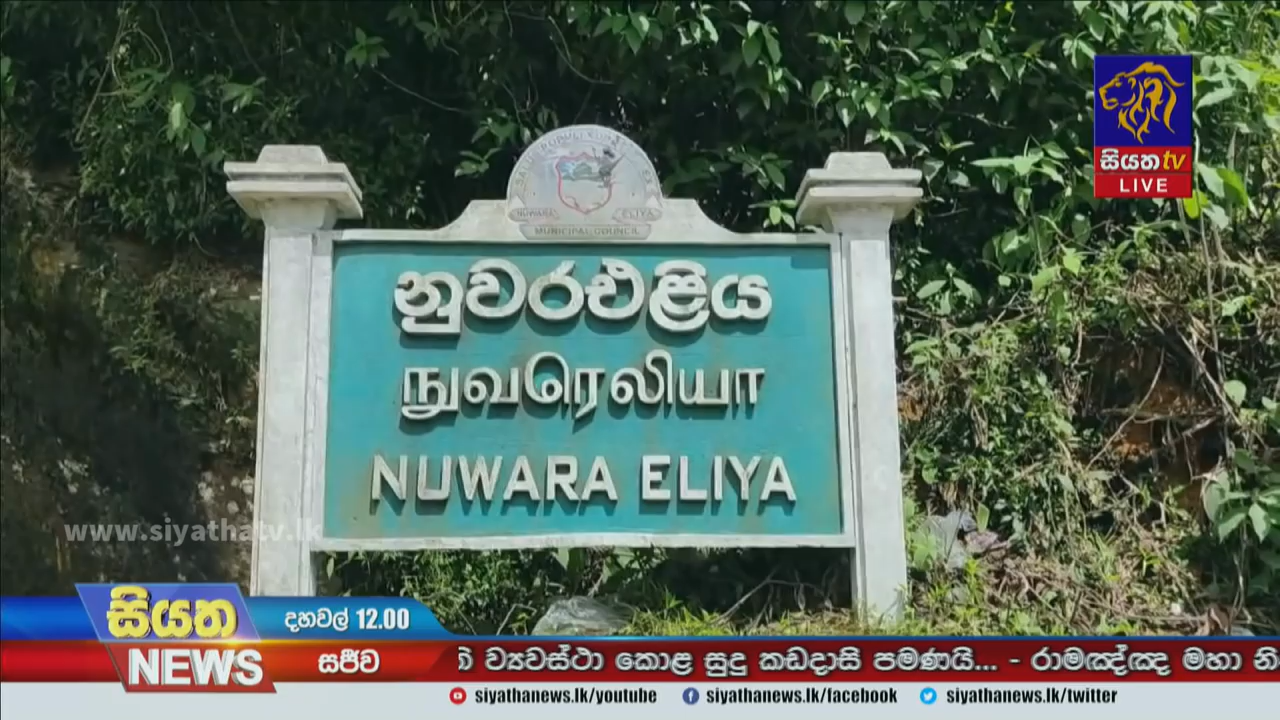 සියත tv
LIVE
NUWARA ELIYA
MUNICIPAL COUNCIL
නුවරඑළිය
நுவரெலியா
NUWARA ELIYA
www.siyathatv.lk
සියත NEWS
දහවල් 12.00
සජීව
ව්‍යවස්ථා කොළ සුදු කඩදාසි පමණයි... - රාමඤ්ඤ මහා
siyathanews.lk/youtube siyathanews.lk/facebook siyathanews.lk/twitter